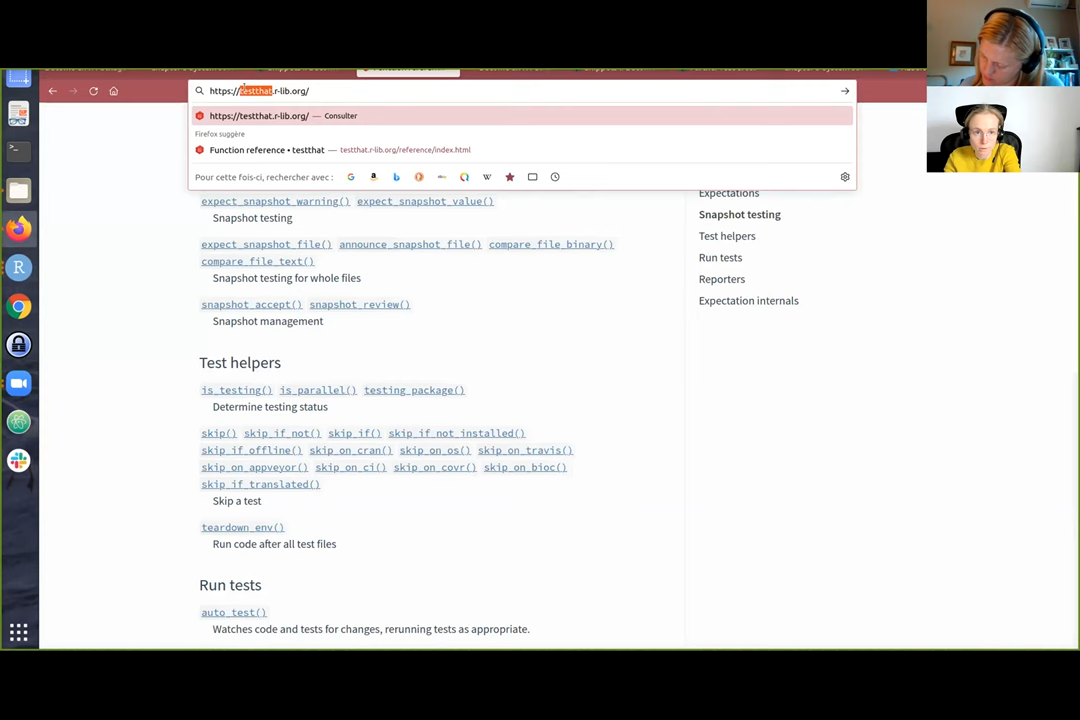 https://testthat.r-lib.org/
https://testthat.r-lib.org/ — Consulter
Firefox suggère
Function reference • testthat — testthat.r-lib.org/reference/index.html
Pour cette fois-ci, rechercher avec :
expect_snapshot_warning() expect_snapshot_value()
Snapshot testing
expect_snapshot_file() announce_snapshot_file() compare_file_binary()
compare_file_text()
Snapshot testing for whole files
snapshot_accept() snapshot_review()
Snapshot management
Test helpers
is_testing() is_parallel() testing_package()
Determine testing status
skip() skip_if_not() skip_if() skip_if_not_installed()
skip_if_offline() skip_on_cran() skip_on_os() skip_on_travis()
skip_on_appveyor() skip_on_ci() skip_on_covr() skip_on_bioc()
skip_if_translated()
Skip a test
teardown_env()
Run code after all test files
Run tests
auto_test()
Watches code and tests for changes, rerunning tests as appropriate.
Expectations
Snapshot testing
Test helpers
Run tests
Reporters
Expectation internals